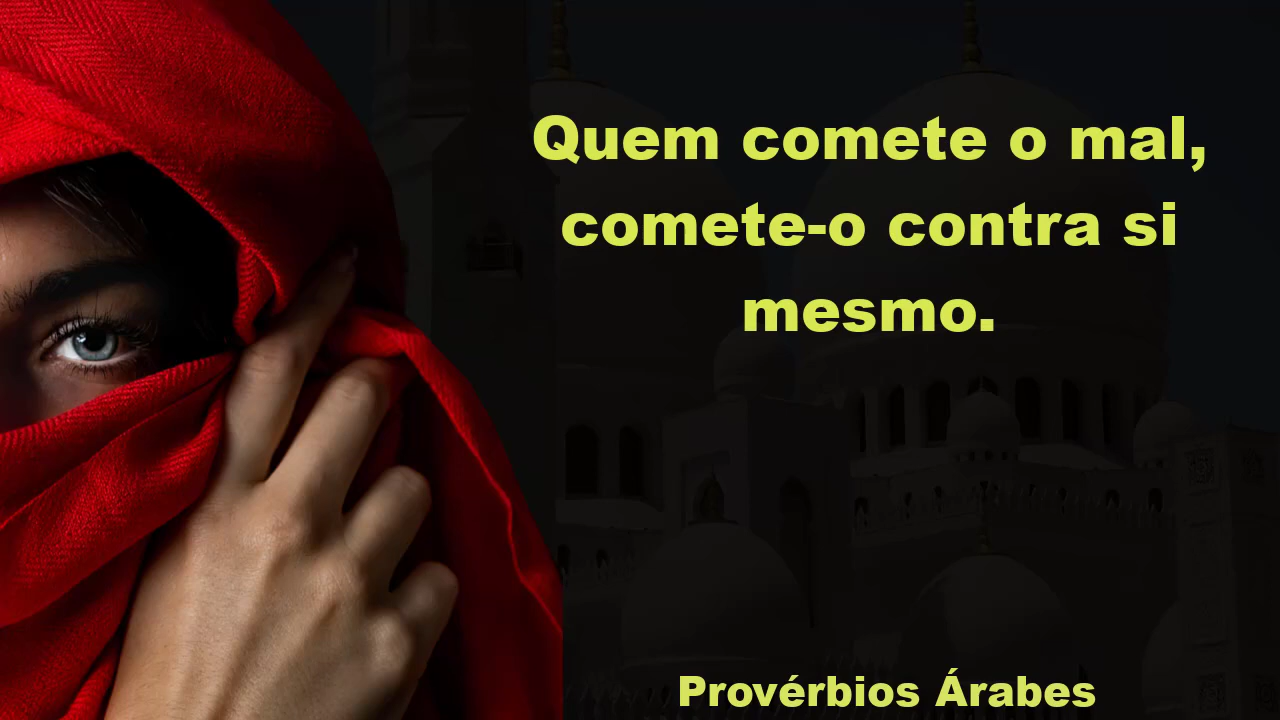 Quem comete o mal,
comete-o contra si
mesmo.
Provérbios Árabes